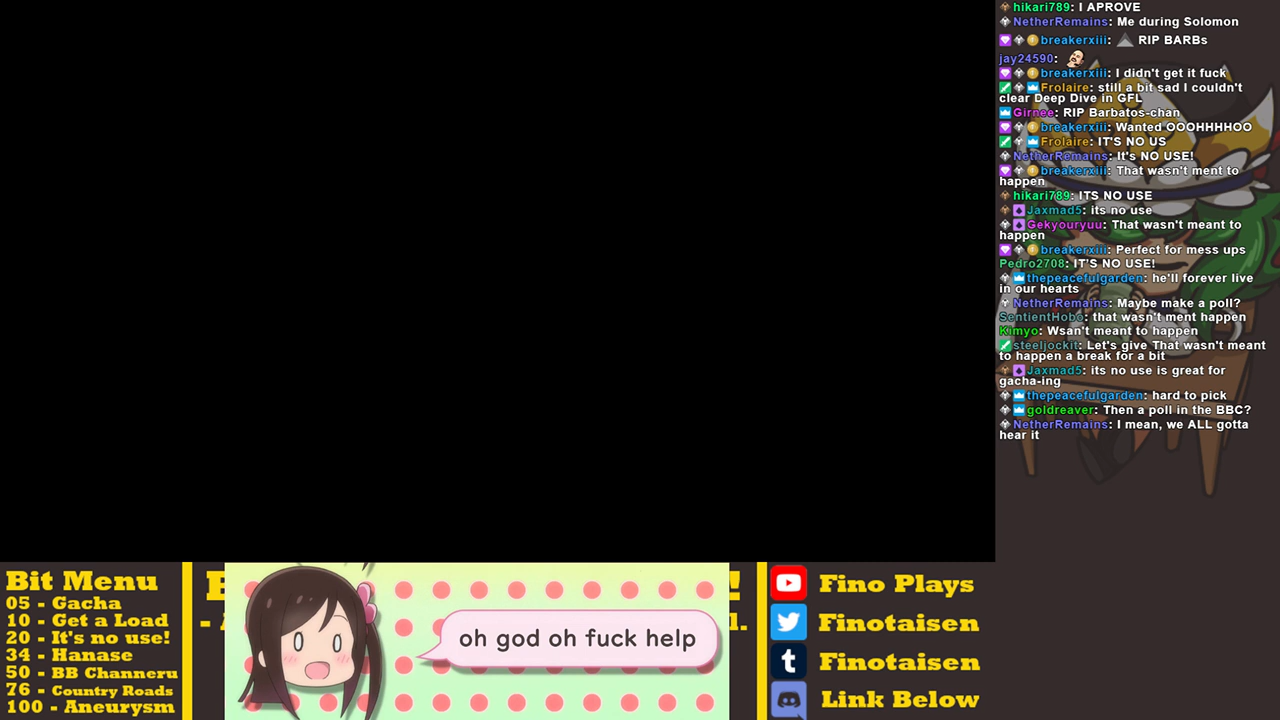 hikari789: I APROVE
NetherRemains: Me during Solomon
breakerxiii: RIP BARBs
jay24590:
breakerxiii: I didn't get it fuck
Frolaire: still a bit sad I couldn't
clear Deep Dive in GFL
Girnee: RIP Barbatos-chan
breakerxiii: Wanted OOOHHHHOO
Frolaire: IT'S NO US
NetherRemains: It's NO USE!
breakerxiii: That wasn't ment to
happen
hikari789: ITS NO USE
Jaxmad5: its no use
Gekyouryuu: That wasn't meant to
happen
breakerxiii: Perfect for mess ups
Pedro2708: IT'S NO USE!
thepeacefulgarden: he'll forever live
in our hearts
NetherRemains: Maybe make a poll?
SentientHobo: that wasn't ment happen
Kimyo: Wsan't meant to happen
steeljockit: Let's give That wasn't meant
to happen a break for a bit
Jaxmad5: its no use is great for
gacha-ing
thepeacefulgarden: hard to pick
goldreaver: Then a poll in the BBC?
NetherRemains: I mean, we ALL gotta
hear it
Bit Menu
05 - Gacha
10 - Get a Load
20 - It's no use!
34 - Hanase
50 - BB Channeru
76 - Country Roads
100 - Aneurysm
oh god oh fuck help
Fino Plays
Finotaisen
Finotaisen
Link Below